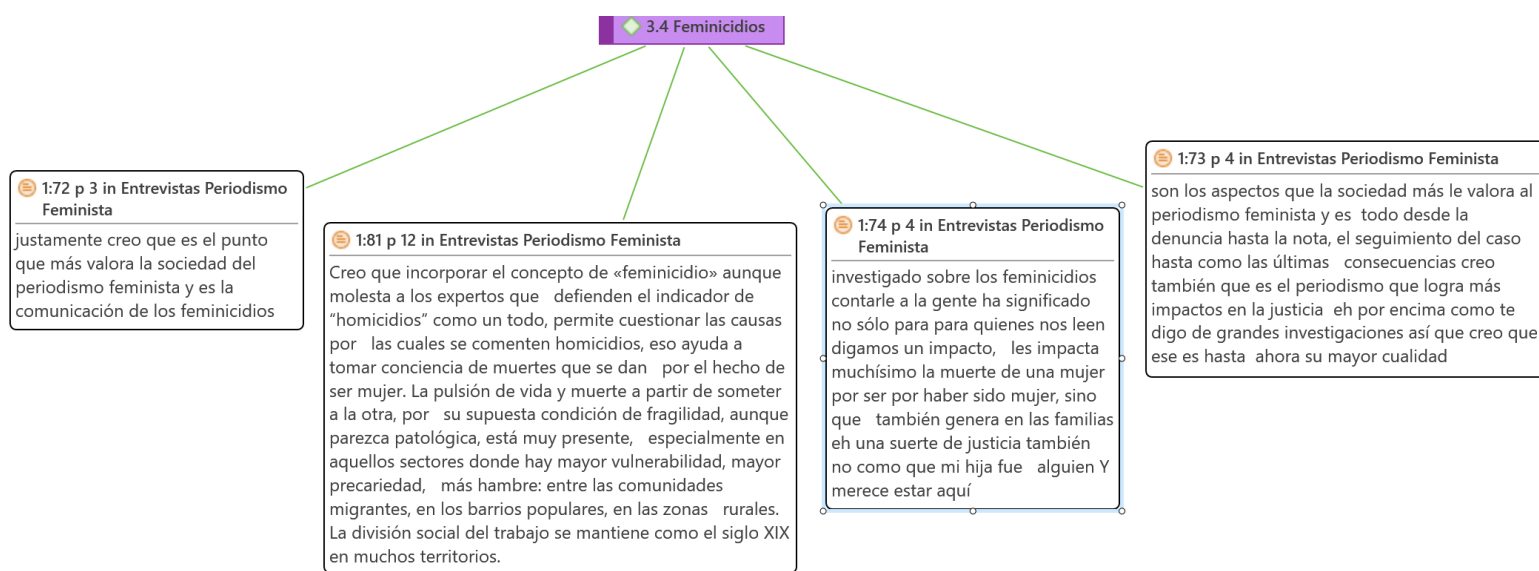 3.4 Feminicidios
1:72 p 3 in Entrevistas Periodismo
Feminista
justamente creo que es el punto
que más valora la sociedad del
periodismo feminista y es la
comunicación de los feminicidios
1:81 p 12 in Entrevistas Periodismo Feminista
Creo que incorporar el concepto de «feminicidio» aunque
molesta a los expertos que defienden el indicador de
“homicidios” como un todo, permite cuestionar las causas
por las cuales se comenten homicidios, eso ayuda a
tomar conciencia de muertes que se dan por el hecho de
ser mujer. La pulsión de vida y muerte a partir de someter
a la otra, por su supuesta condición de fragilidad, aunque
parezca patológica, está muy presente, especialmente en
aquellos sectores donde hay mayor vulnerabilidad, mayor
precariedad, más hambre: entre las comunidades
migrantes, en los barrios populares, en las zonas rurales.
La división social del trabajo se mantiene como el siglo XIX
en muchos territorios.
1:74 p 4 in Entrevistas Periodismo
Feminista
investigado sobre los feminicidios
contarle a la gente ha significado
no sólo para para quienes nos leen
digamos un impacto, les impacta
muchísimo la muerte de una mujer
por ser por haber sido mujer, sino
que también genera en las familias
eh una suerte de justicia también
no como que mi hija fue alguien Y
merece estar aquí
1:73 p 4 in Entrevistas Periodismo Feminista
son los aspectos que la sociedad más le valora al
periodismo feminista y es todo desde la
denuncia hasta la nota, el seguimiento del caso
hasta como las últimas consecuencias creo
también que es el periodismo que logra más
impactos en la justicia eh por encima como te
digo de grandes investigaciones así que creo que
ese es hasta ahora su mayor cualidad